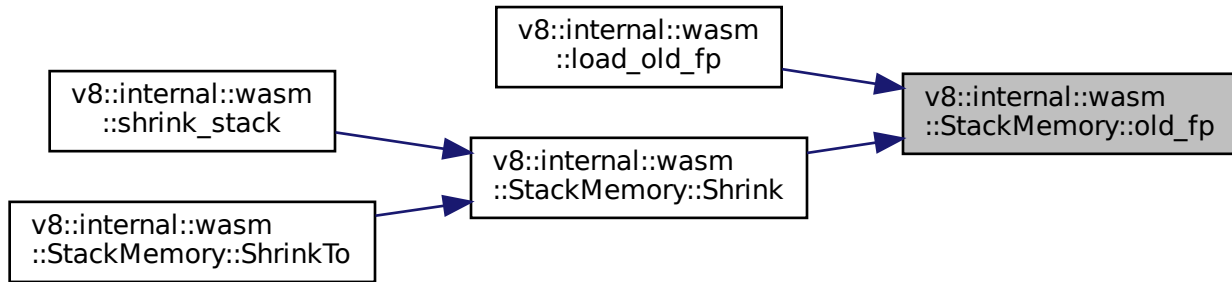 v8::internal::wasm
::load_old_fp
v8::internal::wasm
::StackMemory::old_fp
v8::internal::wasm
::shrink_stack
v8::internal::wasm
::StackMemory::Shrink
v8::internal::wasm
::StackMemory::ShrinkTo